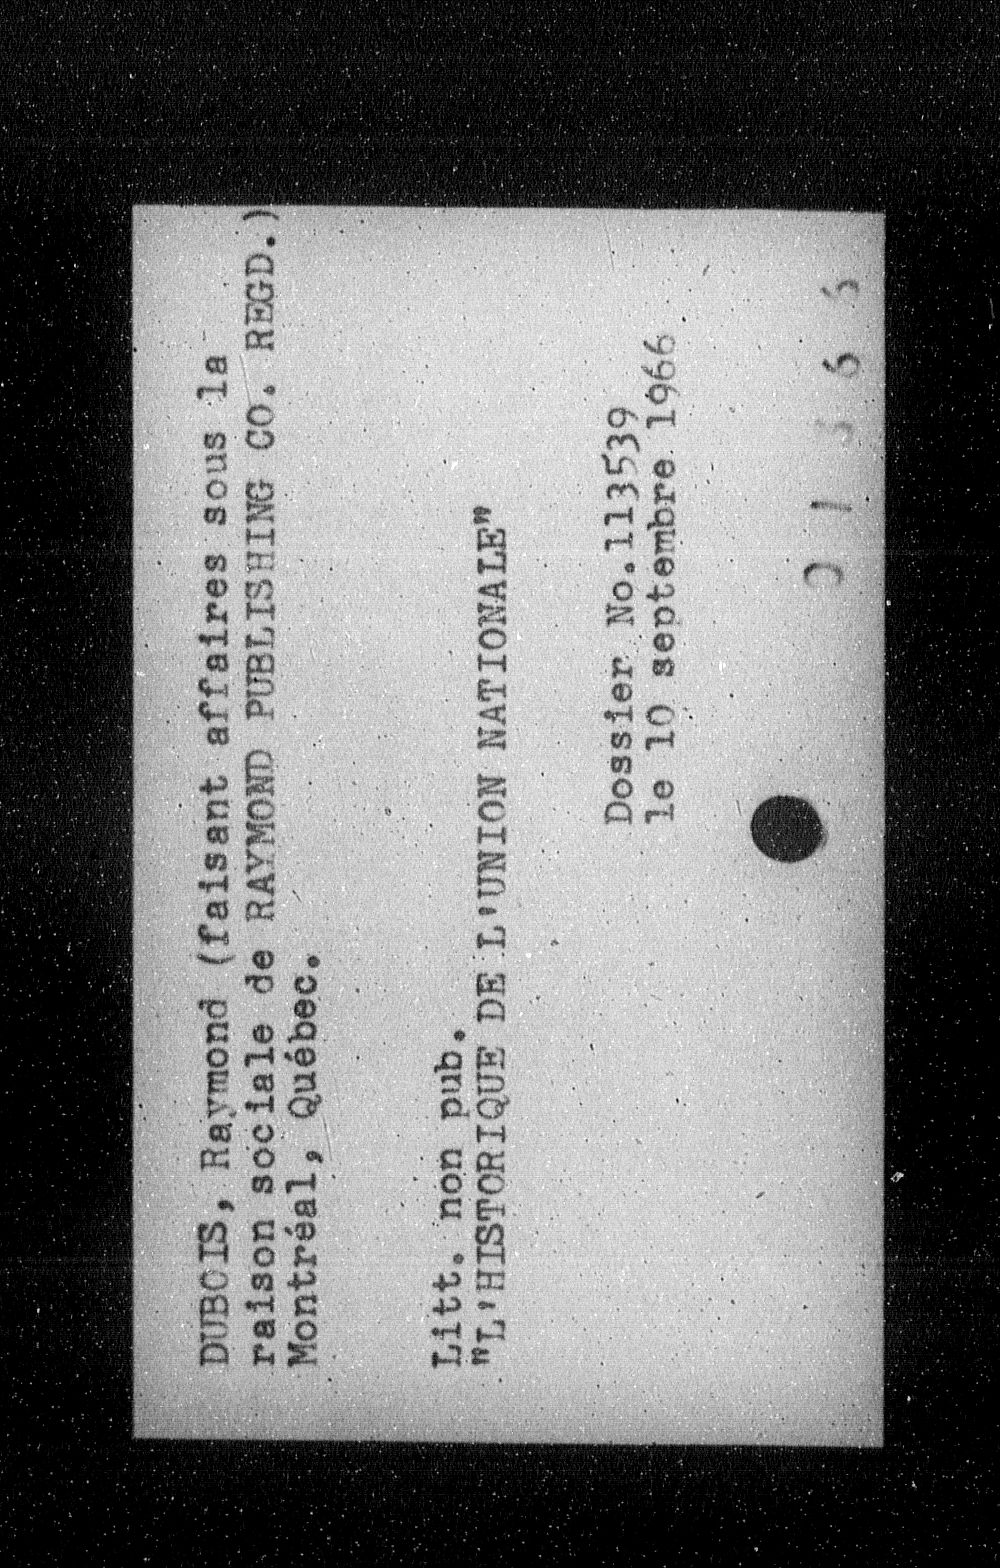 DUBOIS, Raymond (faisant affaires sous la
raison sociale de RAYMOND PUBLISHING CO. REGD.)
Montréal, Québec.
Litt. non pub.
"L'HISTORIQUE DE L'UNION NATIONALE"
Dossier No.113539
le 10 septembre 1966